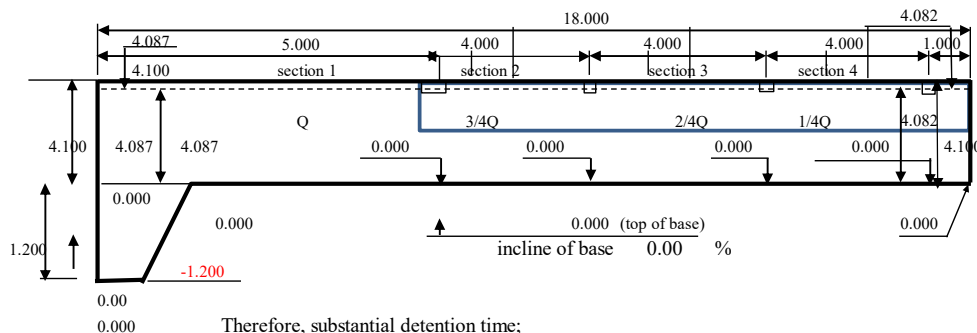 18.000
4.082
4.087
5.000 4.000 4.000 4.000 1.000
4.100 section 1 section 2 section 3 section 4
Q 3/4Q 2/4Q 1/4Q 4.082
4.100 4.087 4.087 0.000 0.000 0.000 0.000 4.100
0.000
1.200 0.000 0.000 (top of base) 0.000
incline of base 0.00 %
-1.200
0.00
0.000 Therefore, substantial detention time;